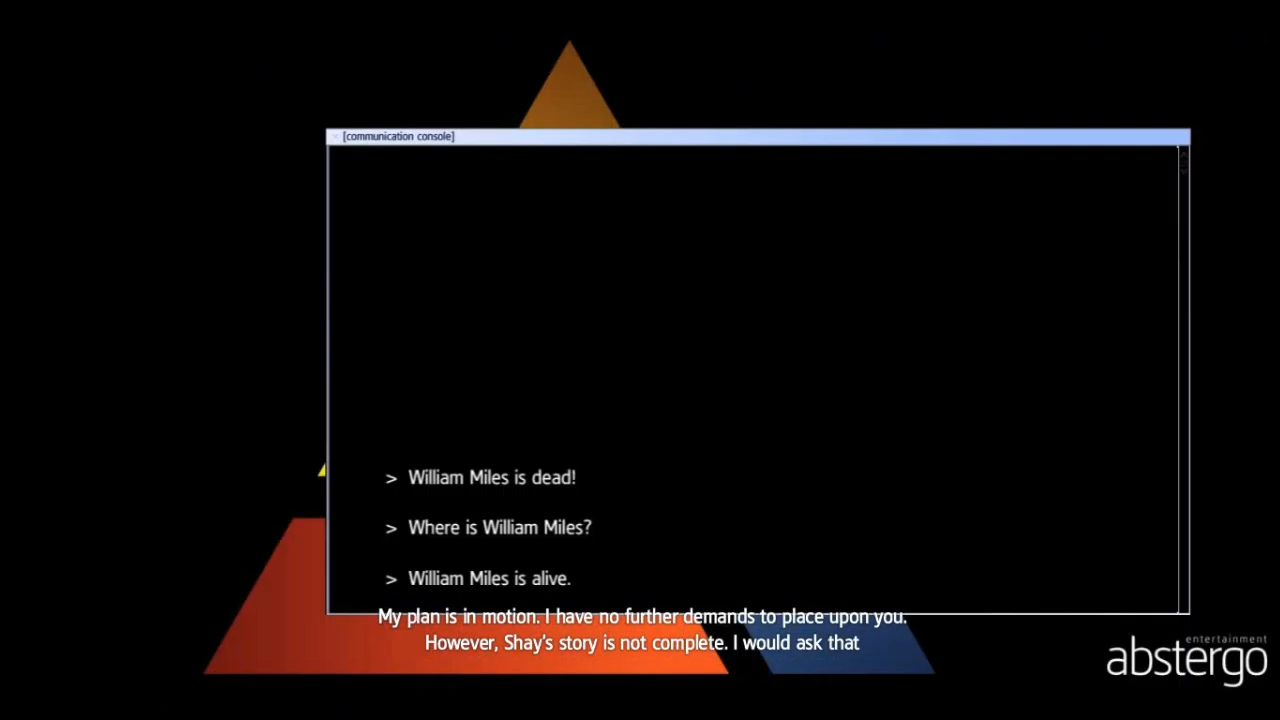 [communication console]
> William Miles is dead!
> Where is William Miles?
> William Miles is alive.
My plan is in motion. I have no further demands to place upon you.
However, Shay's story is not complete. I would ask that
entertainment
abstergo